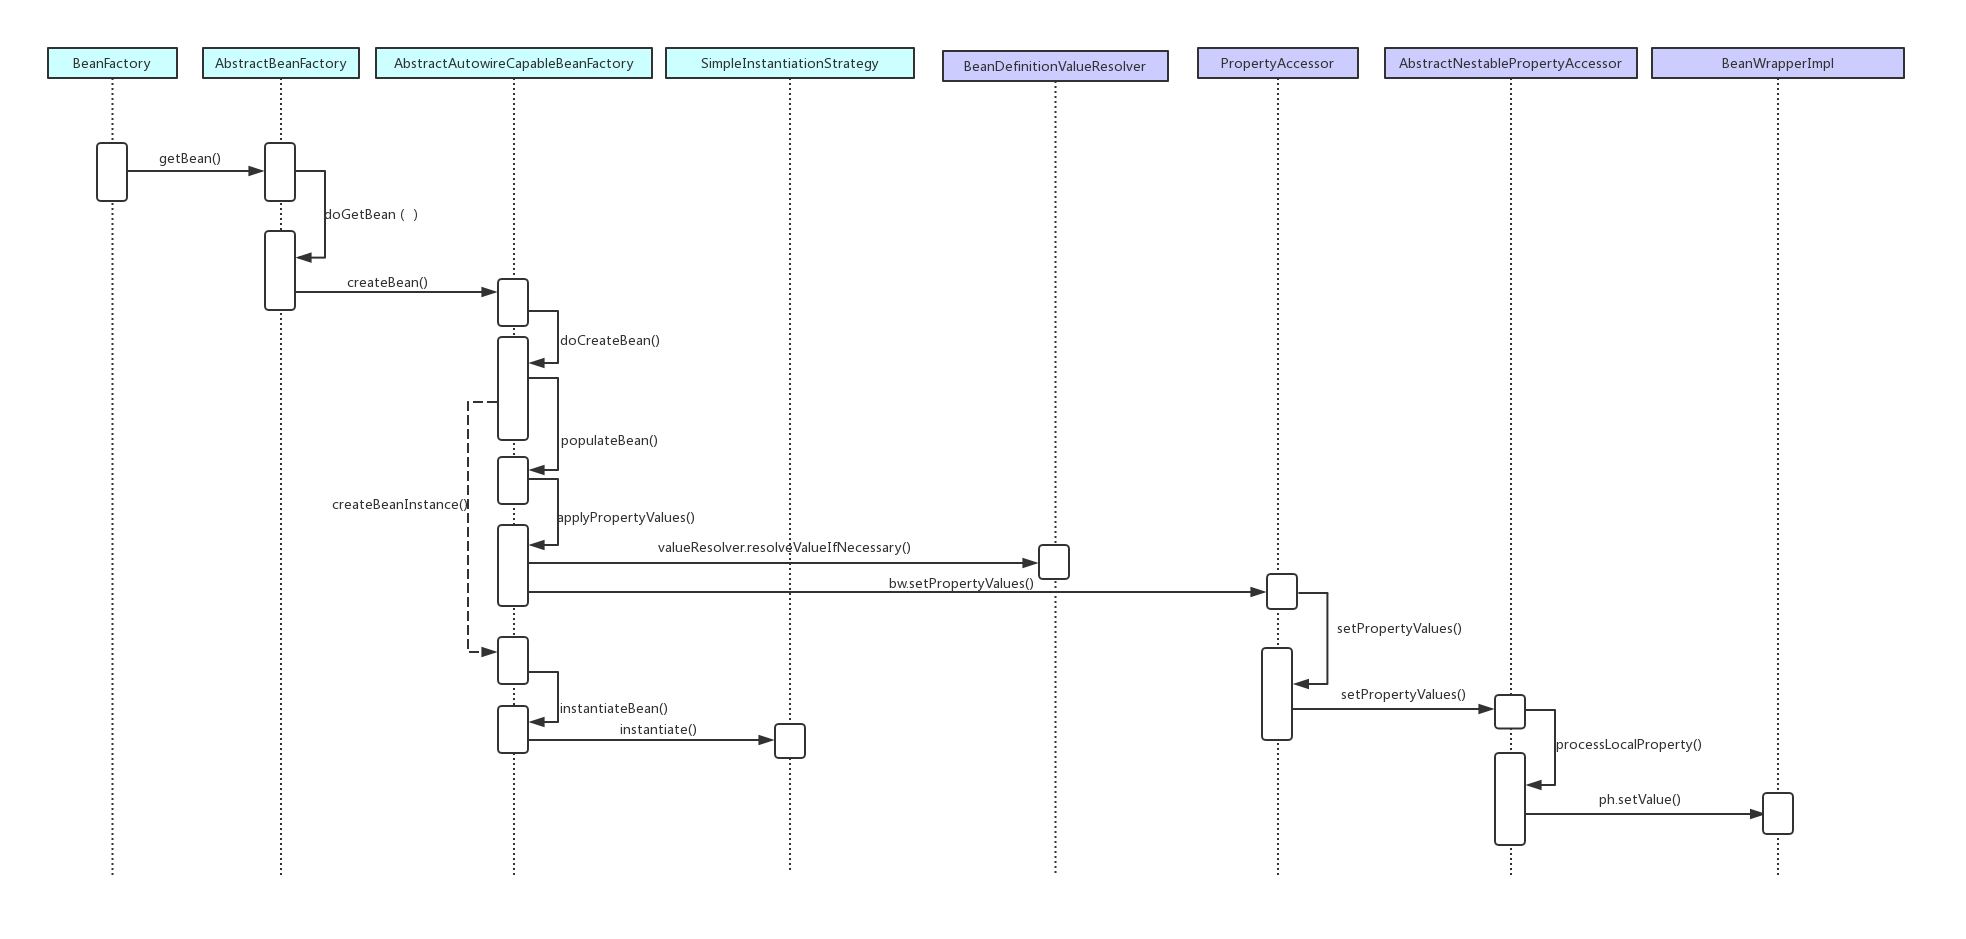 BeanFactory
AbstractBeanFactory
AbstractAutowireCapableBeanFactory
SimpleInstantiationStrategy
BeanDefinitionValueResolver
PropertyAccessor
AbstractNestablePropertyAccessor
BeanWrapperImpl
getBean()
doGetBean（ ）
createBean()
doCreateBean()
populateBean()
createBeanInstance()
applyPropertyValues()
valueResolver.resolveValueIfNecessary()
bw.setPropertyValues()
setPropertyValues()
setPropertyValues()
instantiateBean()
instantiate()
processLocalProperty()
ph.setValue()